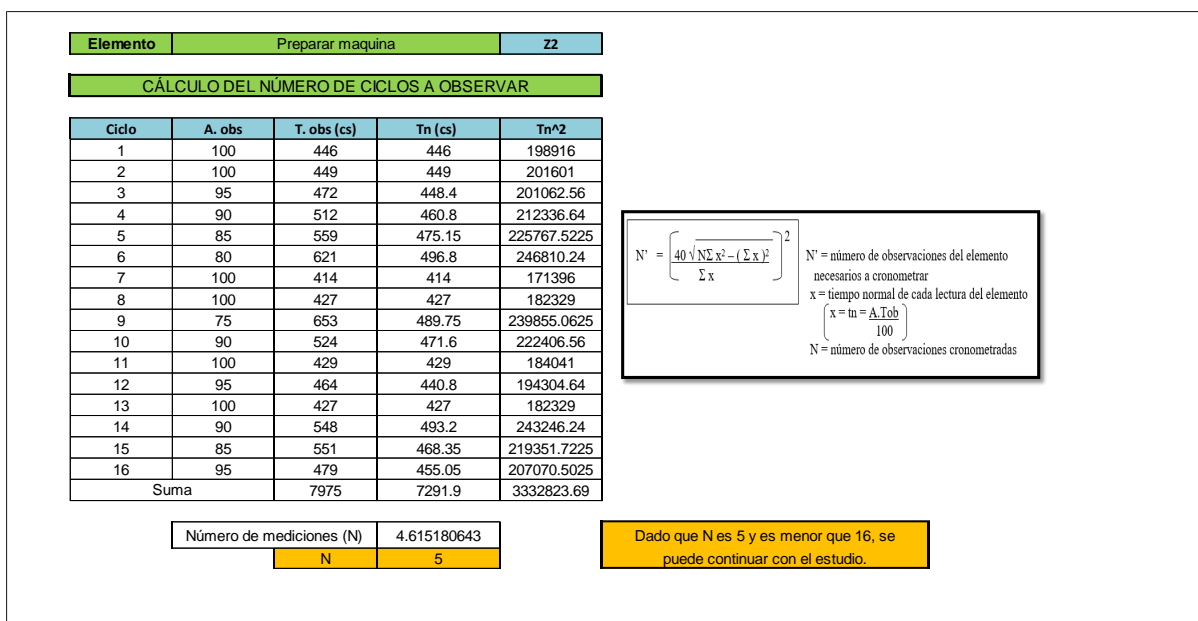 Elemento Preparar maquina Z2
CÁLCULO DEL NÚMERO DE CICLOS A OBSERVAR
Ciclo A. obs T. obs (cs) Tn (cs) Tn^2
1 100 446 446 198916
2 100 449 449 201601
3 95 472 448.4 201062.56
4 90 512 460.8 212336.64
5 85 559 475.15 225767.5225
6 80 621 496.8 246810.24
7 100 414 414 171396
8 100 427 427 182329
9 75 653 489.75 239855.0625
10 90 524 471.6 222406.56
11 100 429 429 184041
12 95 464 440.8 194304.64
13 100 427 427 182329
14 90 548 493.2 243246.24
15 85 551 468.35 219351.7225
16 95 479 455.05 207070.5025
Suma 7975 7291.9 3332823.69
Número de mediciones (N) 4.615180643
N 5
N' = ( 40 √ NΣ x² – ( Σ x )² ) 2
Σ x
N' = número de observaciones del elemento
necesarios a cronometrar
x = tiempo normal de cada lectura del elemento
( x = tn = A.Tob )
100
N = número de observaciones cronometradas
Dado que N es 5 y es menor que 16, se
puede continuar con el estudio.